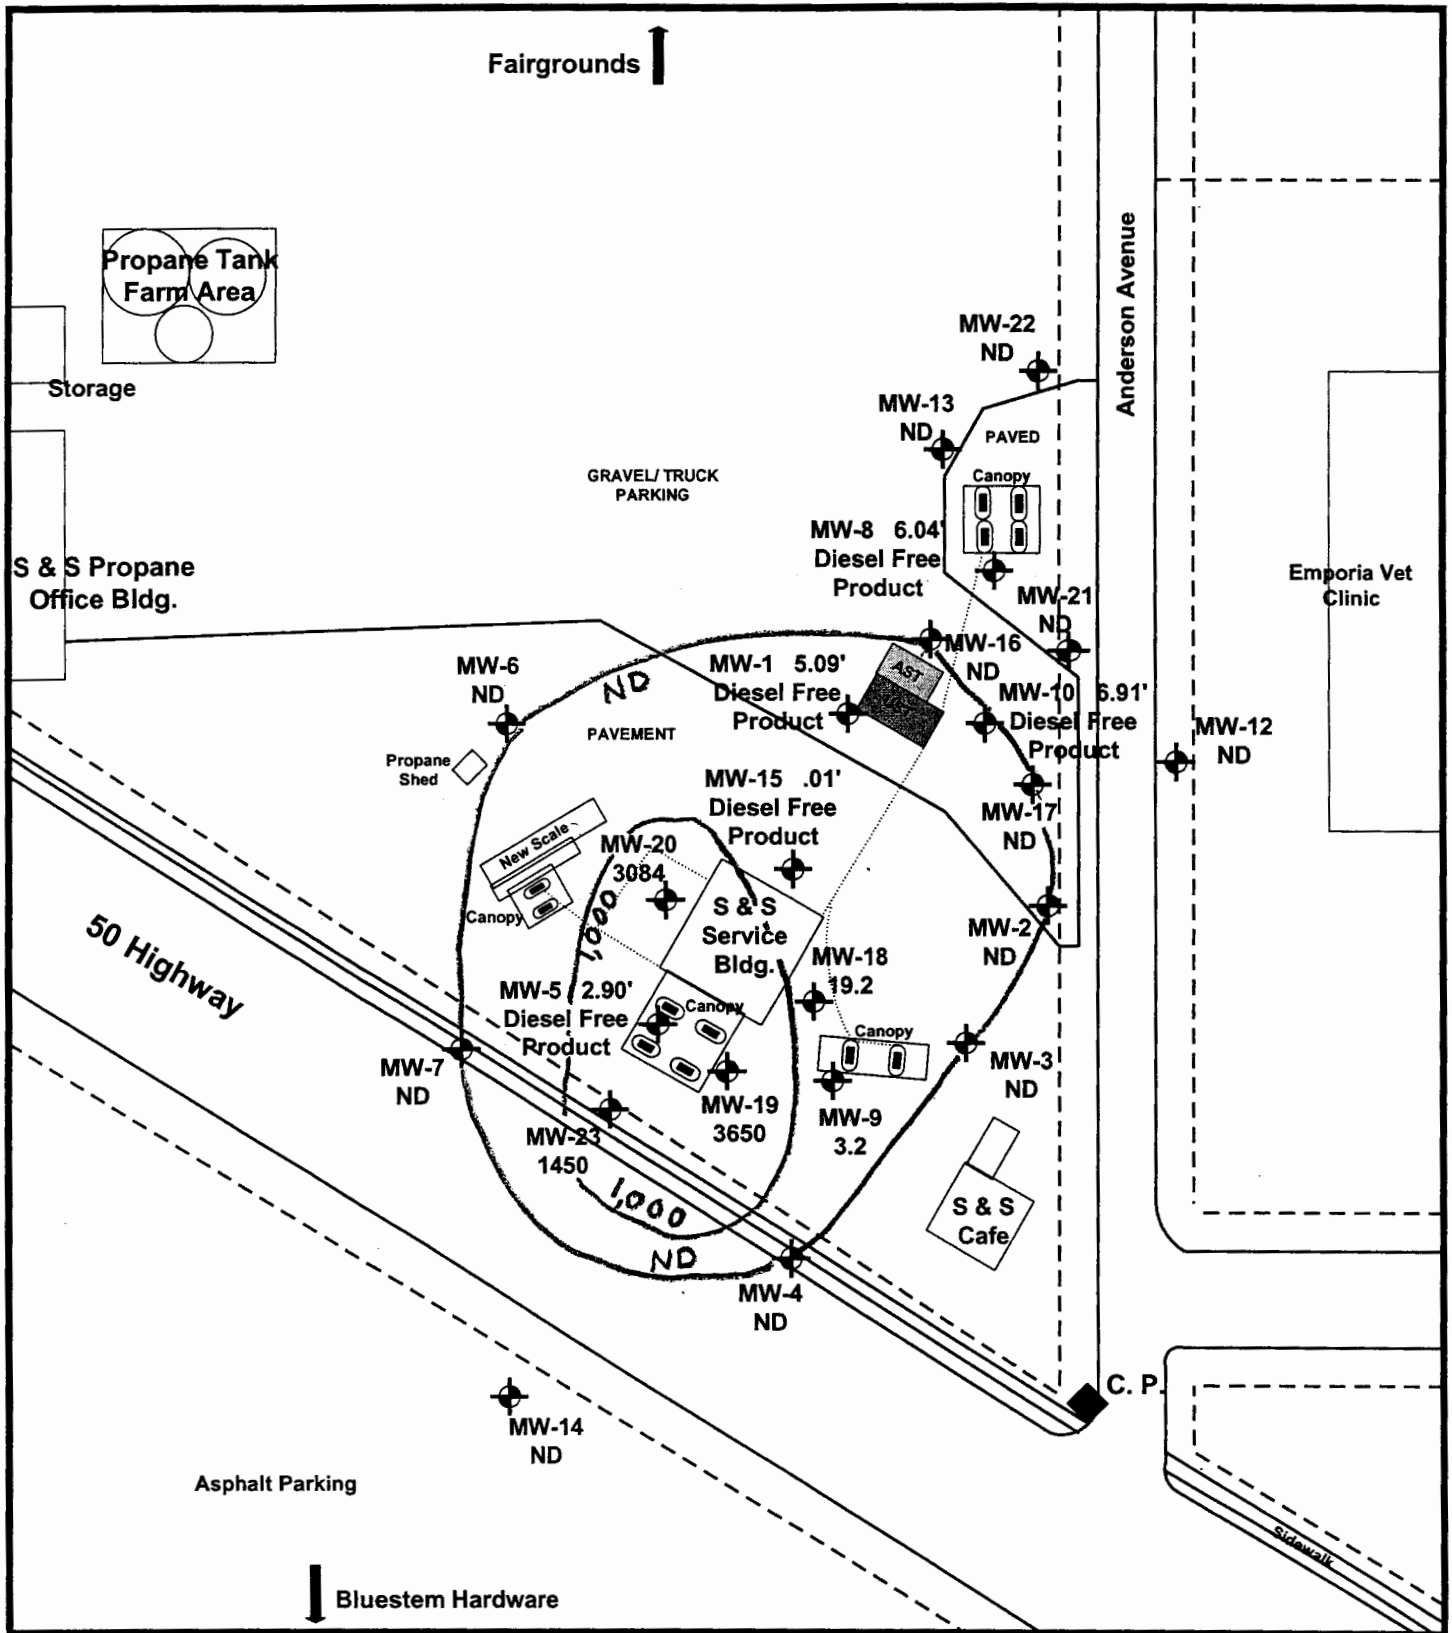 Fairgrounds
Propane Tank
Farm Area
Storage
Anderson Avenue
MW-22
ND
MW-13
ND
PAVED
Canopy
GRAVEL/ TRUCK
PARKING
MW-8 6.04'
Diesel Free
Product
S & S Propane
Office Bldg.
Emporia Vet
Clinic
MW-21
ND
MW-16
ND
AST
UST
MW-6
ND
ND
MW-1 5.09'
Diesel Free
Product
MW-10 6.91'
Diesel Free
Product
MW-12
ND
PAVEMENT
Propane
Shed
MW-15 .01'
Diesel Free
Product
MW-17
ND
New Scale
Canopy
MW-20
3084
1,000
S & S
Service
Bldg.
MW-2
ND
50 Highway
MW-18
19.2
MW-5 2.90'
Diesel Free
Product
Canopy
Canopy
MW-7
ND
MW-3
ND
MW-19
3650
MW-9
3.2
MW-23
1450
1,000
ND
S & S
Cafe
MW-4
ND
C. P.
MW-14
ND
Asphalt Parking
Sidewalk
Bluestem Hardware